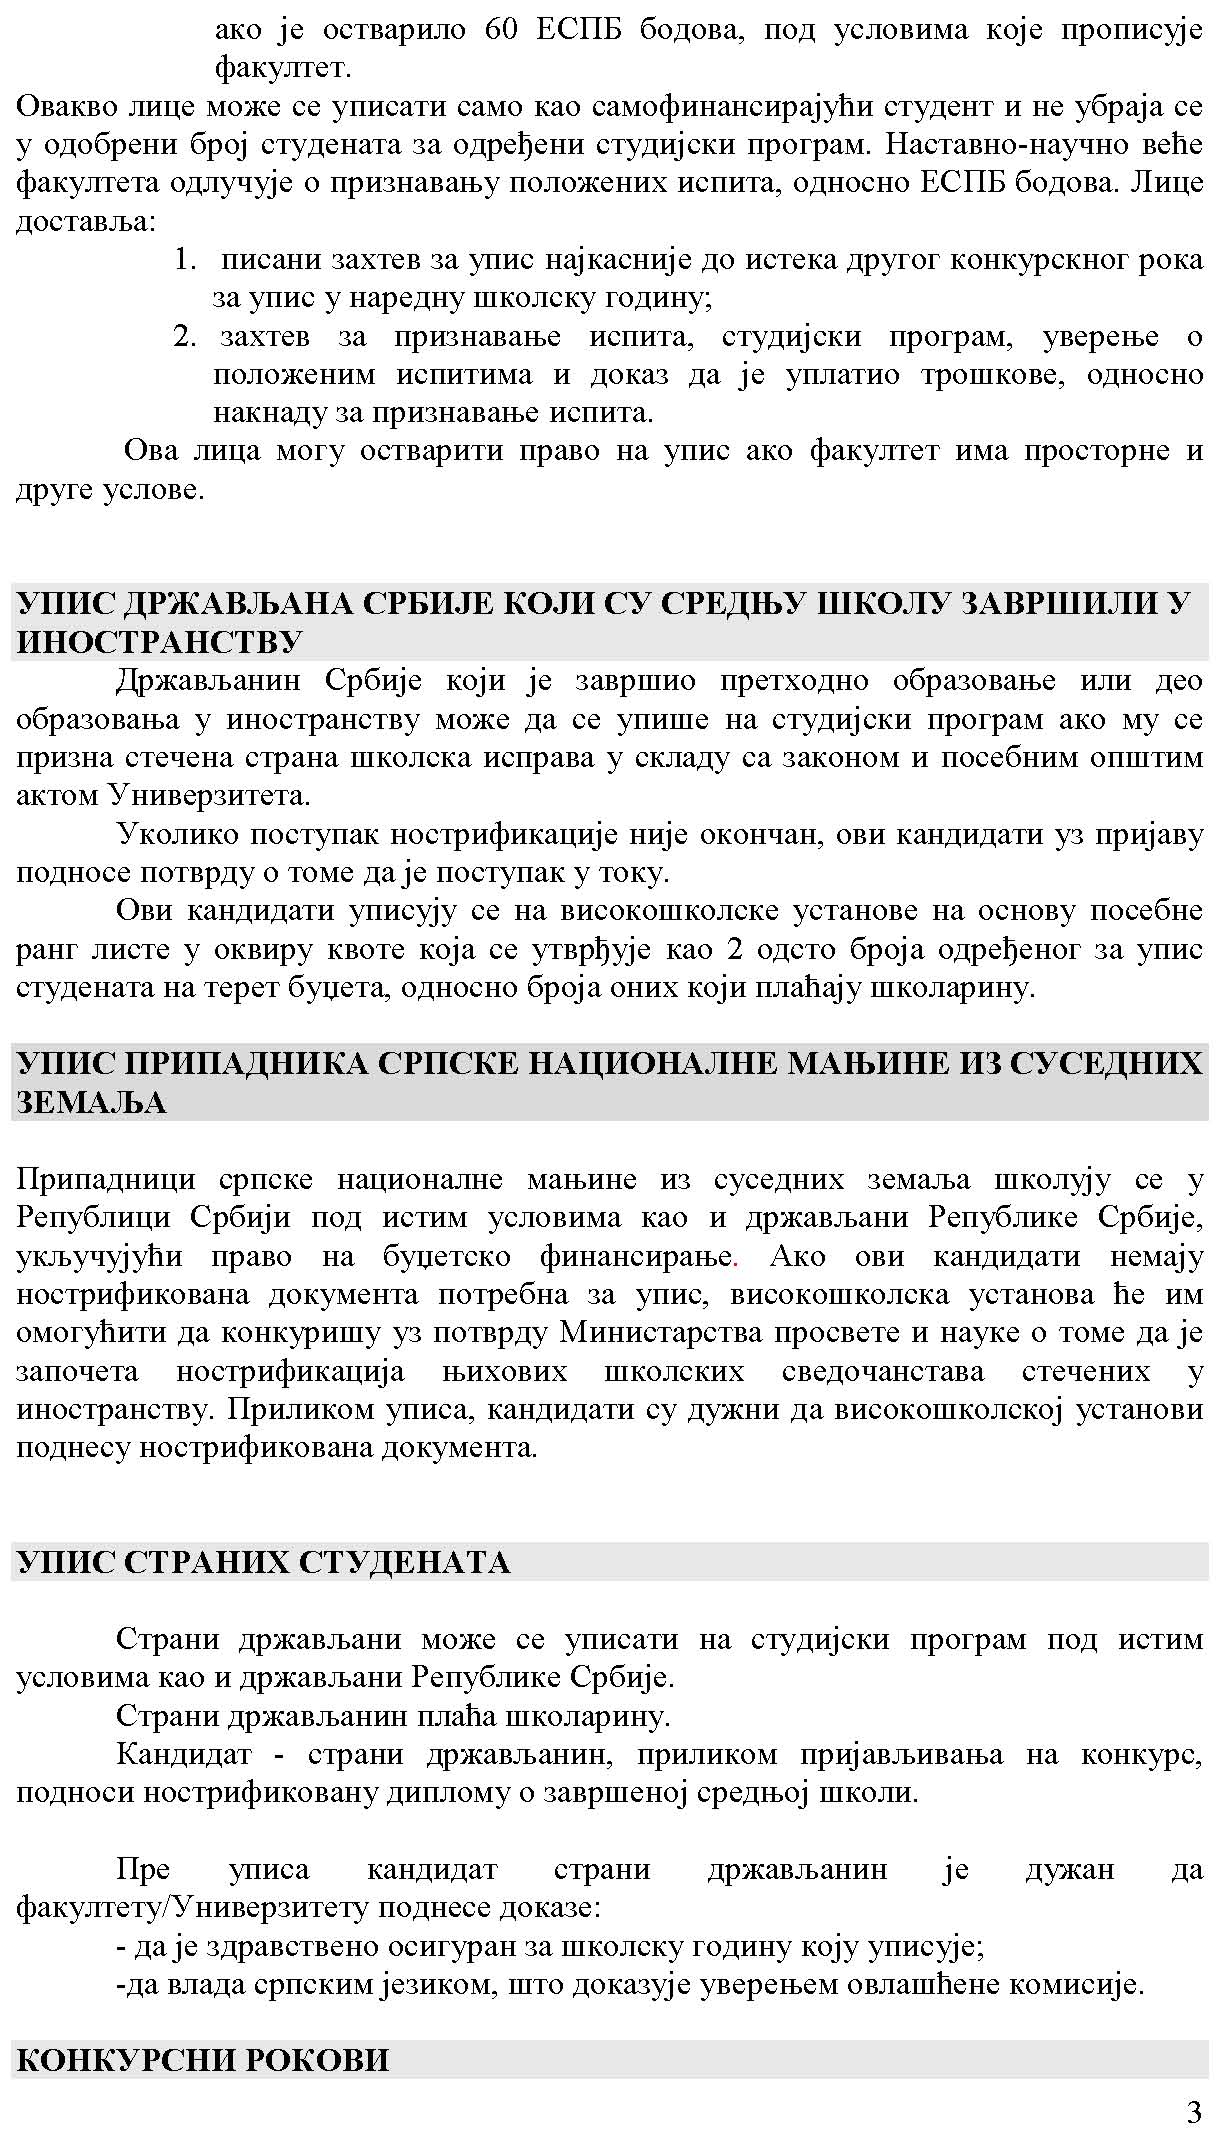 ако је остварило 60 ЕСПБ бодова, под условима које прописује
факултет.
Овакво лице може се уписати само као самофинансирајући студент и не убраја се
у одобрени број студената за одређени студијски програм. Наставно-научно веће
факултета одлучује о признавању положених испита, односно ЕСПБ бодова. Лице
доставља:
1. писани захтев за упис најкасније до истека другог конкурскног рока
за упис у наредну школску годину;
2. захтев за признавање испита, студијски програм, уверење о
положеним испитима и доказ да је уплатио трошкове, односно
накнаду за признавање испита.
Ова лица могу остварити право на упис ако факултет има просторне и
друге услове.
УПИС ДРЖАВЉАНА СРБИЈЕ КОЈИ СУ СРЕДЊУ ШКОЛУ ЗАВРШИЛИ У
ИНОСТРАНСТВУ
Држављанин Србије који је завршио претходно образовање или део
образовања у иностранству може да се упише на студијски програм ако му се
призна стечена страна школска исправа у складу са законом и посебним општим
актом Универзитета.
Уколико поступак нострификације није окончан, ови кандидати уз пријаву
подносе потврду о томе да је поступак у току.
Ови кандидати уписују се на високошколске установе на основу посебне
ранг листе у оквиру квоте која се утврђује као 2 одсто броја одређеног за упис
студената на терет буџета, односно броја оних који плаћају школарину.
УПИС ПРИПАДНИКА СРПСКЕ НАЦИОНАЛНЕ МАЊИНЕ ИЗ СУСЕДНИХ
ЗЕМАЉА
Припадници српске националне мањине из суседних земаља школују се у
Републици Србији под истим условима као и држављани Републике Србије,
укључујући право на буџетско финансирање. Ако ови кандидати немају
нострификована документа потребна за упис, високошколска установа ће им
омогућити да конкуришу уз потврду Министарства просвете и науке о томе да је
започета нострификација њихових школских сведочанстава стечених у
иностранству. Приликом уписа, кандидати су дужни да високошколској установи
поднесу нострификована документа.
УПИС СТРАНИХ СТУДЕНАТА
Страни држављани може се уписати на студијски програм под истим
условима као и држављани Републике Србије.
Страни држављанин плаћа школарину.
Кандидат - страни држављанин, приликом пријављивања на конкурс,
подноси нострификовану диплому о завршеној средњој школи.
Пре уписа кандидат страни држављанин је дужан да
факултету/Универзитету поднесе доказе:
- да је здравствено осигуран за школску годину коју уписује;
-да влада српским језиком, што доказује уверењем овлашћене комисије.
КОНКУРСНИ РОКОВИ
3